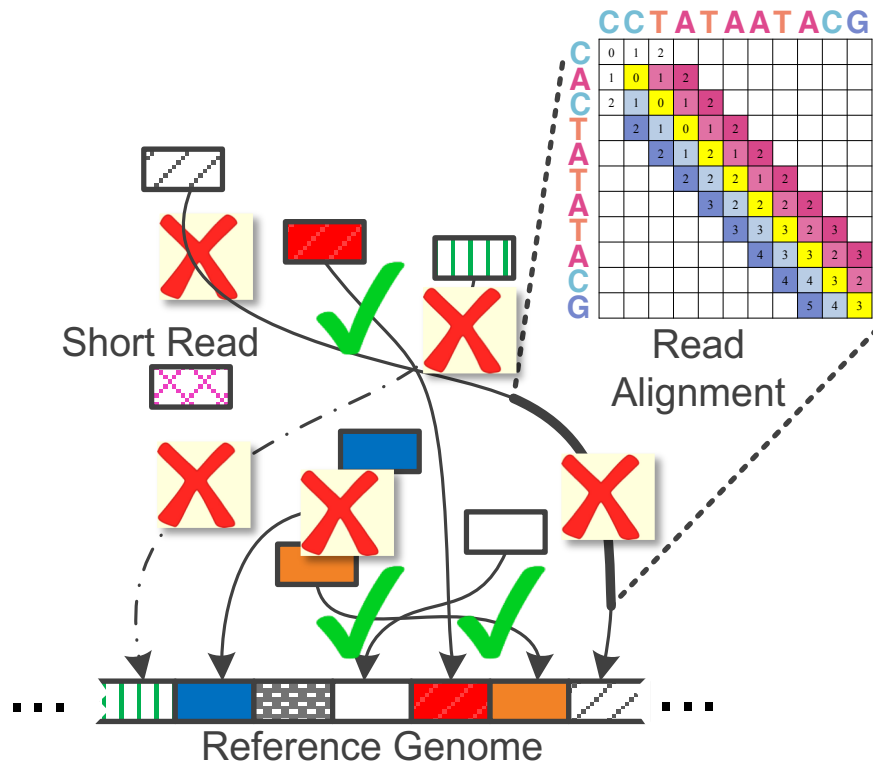 C C T A T A A T A C G
C 0 1 2
A 1 0 1 2
C 2 1 0 1 2
T 2 1 0 1 2
A 2 1 2 1 2
T 2 2 2 1 2
A 3 2 2 2 2
T 3 3 3 2 3
A 4 3 3 2 3
C 4 4 3 2
G 5 4 3
Short Read
Read
Alignment
... ...
Reference Genome